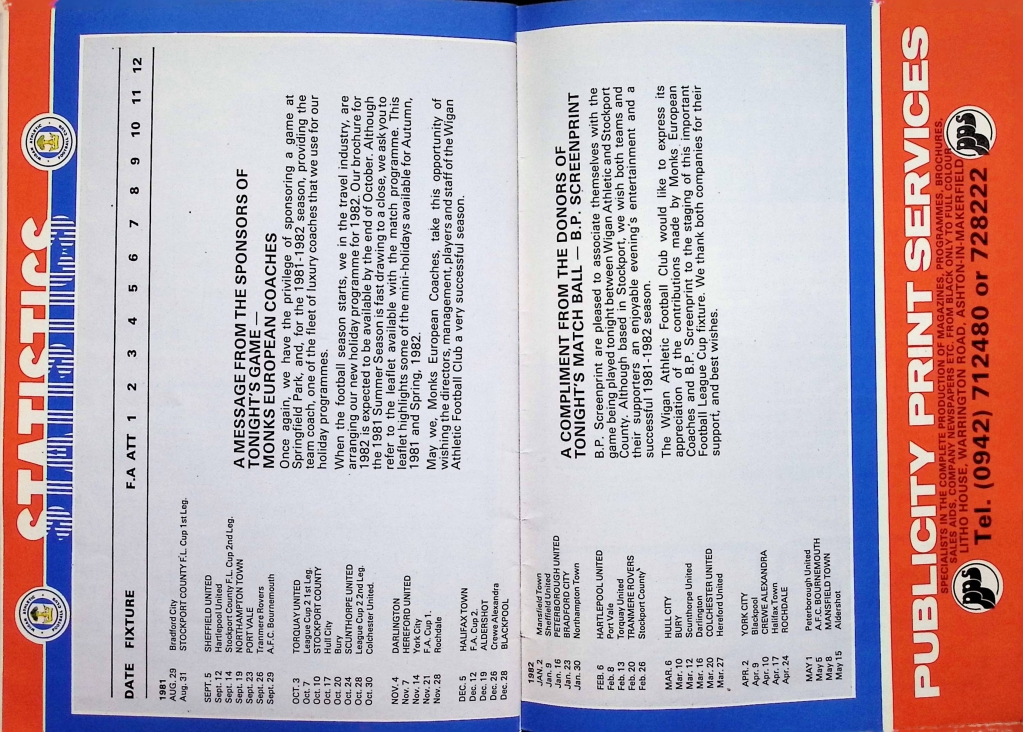 STATISTICS
DATE FIXTURE F.A ATT 1 2 3 4 5 6 7 8 9 10 11 12
1981
AUG. 29 Bradford City
Aug. 31 STOCKPORT COUNTY F.L. Cup 1st Leg.
SEPT. 5 SHEFFIELD UNITED
Sept. 12 Hartlepool United
Sept. 14 Stockport County F.L. Cup 2nd Leg.
Sept. 19 NORTHAMPTON TOWN
Sept. 23 PORT VALE
Sept. 26 Tranmere Rovers
Sept. 29 A.F.C. Bournemouth
OCT. 3 TORQUAY UNITED
Oct. 7 League Cup 2 1st Leg.
Oct. 10 STOCKPORT COUNTY
Oct. 17 Hull City
Oct. 20 Bury
Oct. 24 SCUNTHORPE UNITED
Oct. 28 League Cup 2 2nd Leg.
Oct. 30 Colchester United.
NOV. 4 DARLINGTON
Nov. 7 HEREFORD UNITED
Nov. 14 York City
Nov. 21 F.A. Cup 1.
Nov. 28 Rochdale
DEC. 5 HALIFAX TOWN
Dec. 12 F.A. Cup 2
Dec. 19 ALDERSHOT
Dec. 26 Crewe Alexandra
Dec. 28 BLACKPOOL
A MESSAGE FROM THE SPONSORS OF
TONIGHT'S GAME —
MONKS EUROPEAN COACHES
Once again, we have the privilege of sponsoring a game at
Springfield Park, and, for the 1981-1982 season, providing the
team coach, one of the fleet of luxury coaches that we use for our
holiday programmes.
When the football season starts, we in the travel industry, are
arranging our new holiday programme for 1982. Our brochure for
1982 is expected to be available by the end of October. Although
the 1981 Summer Season is fast drawing to a close, we ask you to
refer to the leaflet available with the match programme. This
leaflet highlights some of the mini-holidays available for Autumn,
1981 and Spring, 1982.
May we, Monks European Coaches, take this opportunity of
wishing the directors, management, players and staff of the Wigan
Athletic Football Club a very successful season.
1982
JAN. 2 Mansfield Town
Jan. 9 Sheffield United
Jan. 16 PETERBOROUGH UNITED
Jan. 23 BRADFORD CITY
Jan. 30 Northampton Town
FEB. 6 HARTLEPOOL UNITED
Feb. 8 Port Vale
Feb. 13 Torquay United
Feb. 20 TRANMERE ROVERS
Feb. 26 Stockport County
MAR. 6 HULL CITY
Mar. 10 BURY
Mar. 12 Scunthorpe United
Mar. 16 Darlington
Mar. 20 COLCHESTER UNITED
Mar. 27 Hereford United
APR. 2 YORK CITY
Apr. 9 Blackpool
Apr. 10 CREWE ALEXANDRA
Apr. 17 Halifax Town
Apr. 24 ROCHDALE
MAY 1 Peterborough United
May 5 A.F.C. BOURNEMOUTH
May 8 MANSFIELD TOWN
May 15 Aldershot
A COMPLIMENT FROM THE DONORS OF
TONIGHT'S MATCH BALL — B.P. SCREENPRINT
B.P. Screenprint are pleased to associate themselves with the
game being played tonight between Wigan Athletic and Stockport
County. Although based in Stockport, we wish both teams and
their supporters an enjoyable evening's entertainment and a
successful 1981-1982 season.
The Wigan Athletic Football Club would like to express its
appreciation of the contributions made by Monks European
Coaches and B.P. Screenprint to the staging of this important
Football League Cup fixture. We thank both companies for their
support, and best wishes.
PUBLICITY PRINT SERVICES
SPECIALISTS IN THE COMPLETE PRODUCTION OF MAGAZINES, PROGRAMMES, BROCHURES,
SALES AIDS, COMPANY NEWSPAPERS ETC. FROM BLACK ONLY TO FULL COLOUR
LITHO HOUSE, WARRINGTON ROAD, ASHTON-IN-MAKERFIELD
pps Tel. (0942) 712480 or 728222 pps